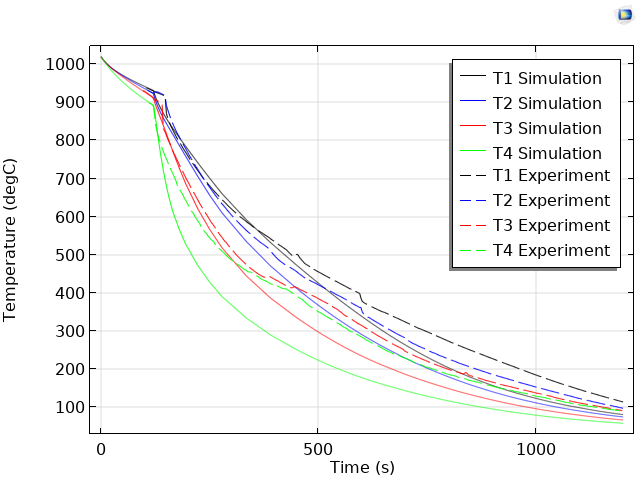 1000
900
800
700
600
500
400
300
200
100
Temperature (degC)
T1 Simulation
T2 Simulation
T3 Simulation
T4 Simulation
T1 Experiment
T2 Experiment
T3 Experiment
T4 Experiment
0 500 1000
Time (s)